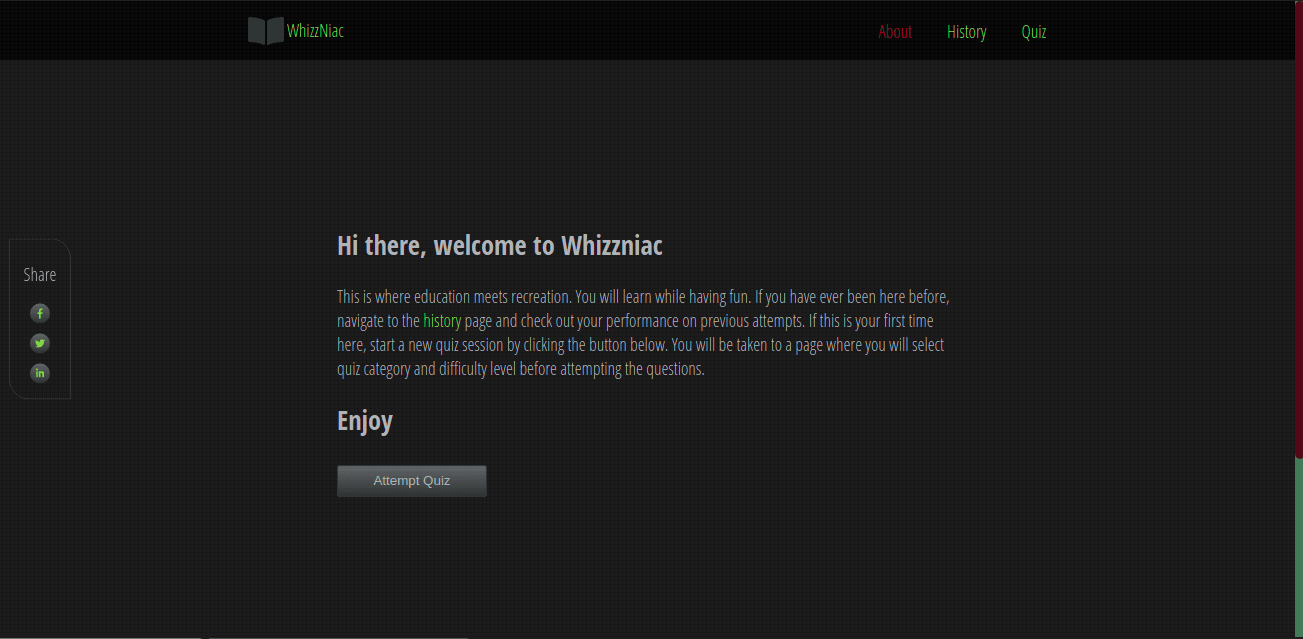 WhizzNiac
About
History
Quiz
Share
Hi there, welcome to Whizzniac
This is where education meets recreation. You will learn while having fun. If you have ever been here before,
navigate to the history page and check out your performance on previous attempts. If this is your first time
here, start a new quiz session by clicking the button below. You will be taken to a page where you will select
quiz category and difficulty level before attempting the questions.
Enjoy
Attempt Quiz